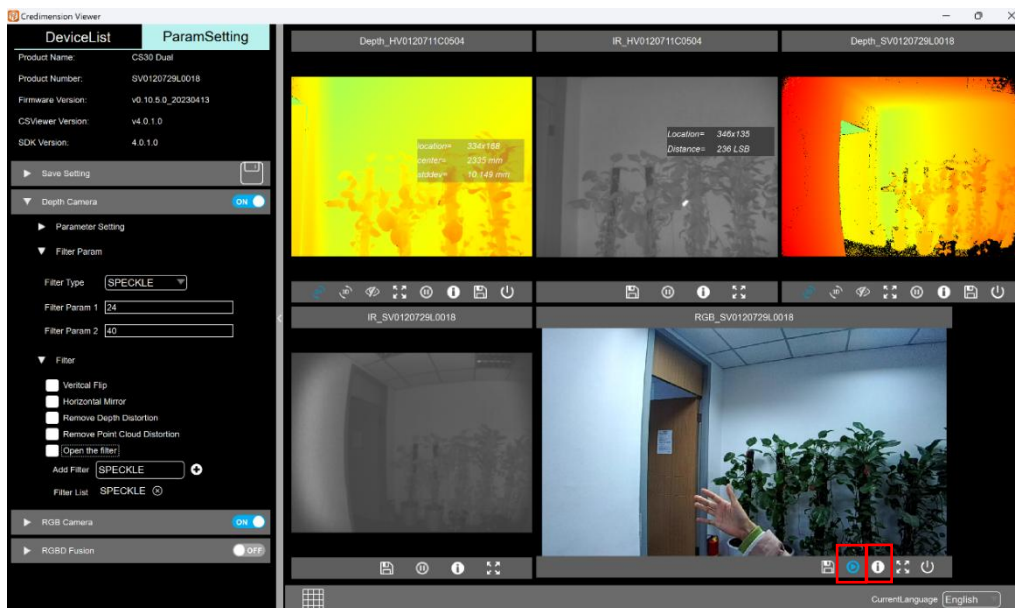 Credimension Viewer
DeviceList ParamSetting
Product Name: CS30 Dual
Product Number: SV0120729L0018
Firmware Version: v0.10.5.0_20230413
CSViewer Version: v4.0.1.0
SDK Version: 4.0.1.0
Save Setting
Depth Camera ON
Parameter Setting
Filter Param
Filter Type SPECKLE
Filter Param 1 24
Filter Param 2 40
Filter
Veritcal Flip
Horizontal Mirror
Remove Depth Distortion
Remove Point Cloud Distortion
Open the filter
Add Filter SPECKLE
Filter List SPECKLE
RGB Camera ON
RGBD Fusion OFF
Depth_HV0120711C0504
location= 334x168
center= 2335 mm
stddev= 10.149 mm
3D
IR_HV0120711C0504
Location= 346x135
Distance= 236 LSB
Depth_SV0120729L0018
3D
IR_SV0120729L0018
RGB_SV0120729L0018
CurrentLanguage English